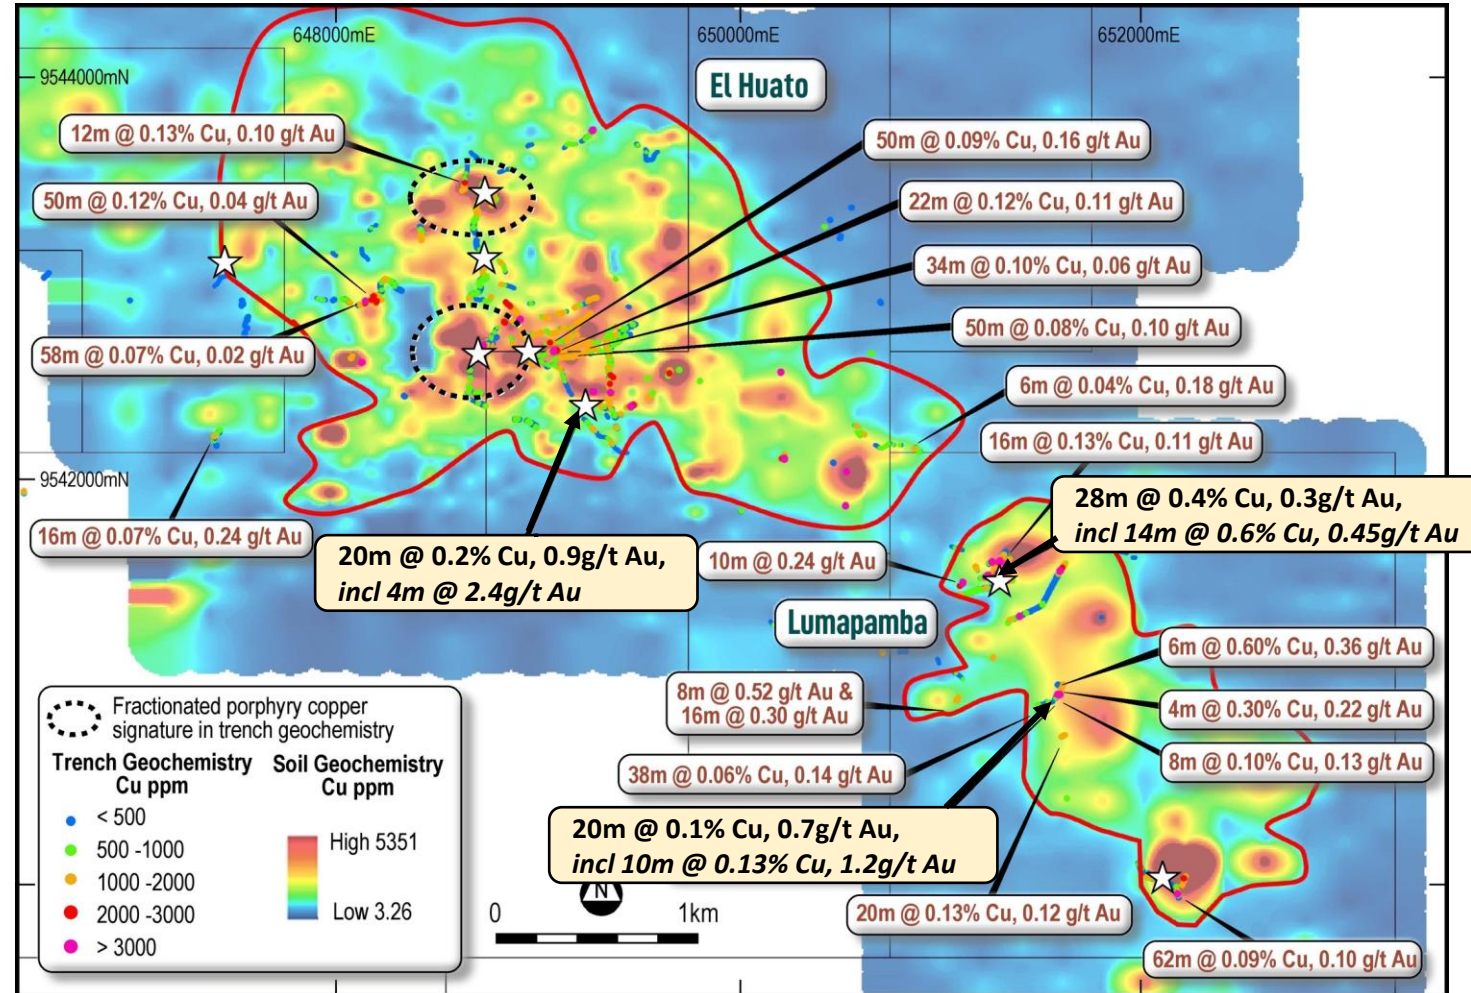 648000mE
650000mE
652000mE
9544000mN
El Huato
12m @ 0.13% Cu, 0.10 g/t Au
50m @ 0.09% Cu, 0.16 g/t Au
50m @ 0.12% Cu, 0.04 g/t Au
22m @ 0.12% Cu, 0.11 g/t Au
34m @ 0.10% Cu, 0.06 g/t Au
50m @ 0.08% Cu, 0.10 g/t Au
58m @ 0.07% Cu, 0.02 g/t Au
6m @ 0.04% Cu, 0.18 g/t Au
16m @ 0.13% Cu, 0.11 g/t Au
9542000mN
28m @ 0.4% Cu, 0.3g/t Au,
incl 14m @ 0.6% Cu, 0.45g/t Au
16m @ 0.07% Cu, 0.24 g/t Au
20m @ 0.2% Cu, 0.9g/t Au,
incl 4m @ 2.4g/t Au
10m @ 0.24 g/t Au
Lumapamba
6m @ 0.60% Cu, 0.36 g/t Au
8m @ 0.52 g/t Au &
16m @ 0.30 g/t Au
4m @ 0.30% Cu, 0.22 g/t Au
8m @ 0.10% Cu, 0.13 g/t Au
38m @ 0.06% Cu, 0.14 g/t Au
20m @ 0.1% Cu, 0.7g/t Au,
incl 10m @ 0.13% Cu, 1.2g/t Au
20m @ 0.13% Cu, 0.12 g/t Au
62m @ 0.09% Cu, 0.10 g/t Au
Fractionated porphyry copper
signature in trench geochemistry
Trench Geochemistry
Cu ppm
< 500
500 -1000
1000 -2000
2000 -3000
> 3000
Soil Geochemistry
Cu ppm
High 5351
Low 3.26
N
0 1km